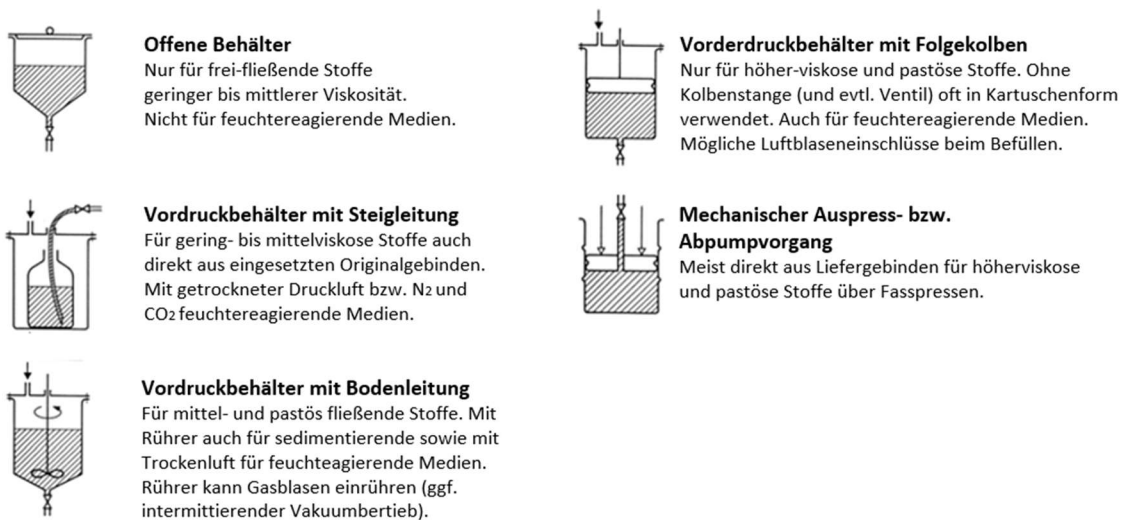 Offene Behälter
Nur für frei-fließende Stoffe
geringer bis mittlerer Viskosität.
Nicht für feuchtereagierende Medien.
Vordruckbehälter mit Steigleitung
Für gering- bis mittelviskose Stoffe auch
direkt aus eingesetzten Originalgebinden.
Mit getrockneter Druckluft bzw. N2 und
CO2 feuchtereagierende Medien.
Vordruckbehälter mit Bodenleitung
Für mittel- und pastös fließende Stoffe. Mit
Rührer auch für sedimentierende sowie mit
Trockenluft für feuchteagierende Medien.
Rührer kann Gasblasen einrühren (ggf.
intermittierender Vakuumbertieb).
Vorderdruckbehälter mit Folgekolben
Nur für höher-viskose und pastöse Stoffe. Ohne
Kolbenstange (und evtl. Ventil) oft in Kartuschenform
verwendet. Auch für feuchtereagierende Medien.
Mögliche Luftblaseneinschlüsse beim Befüllen.
Mechanischer Auspress- bzw.
Abpumpvorgang
Meist direkt aus Liefergebinden für höherviskose
und pastöse Stoffe über Fasspressen.